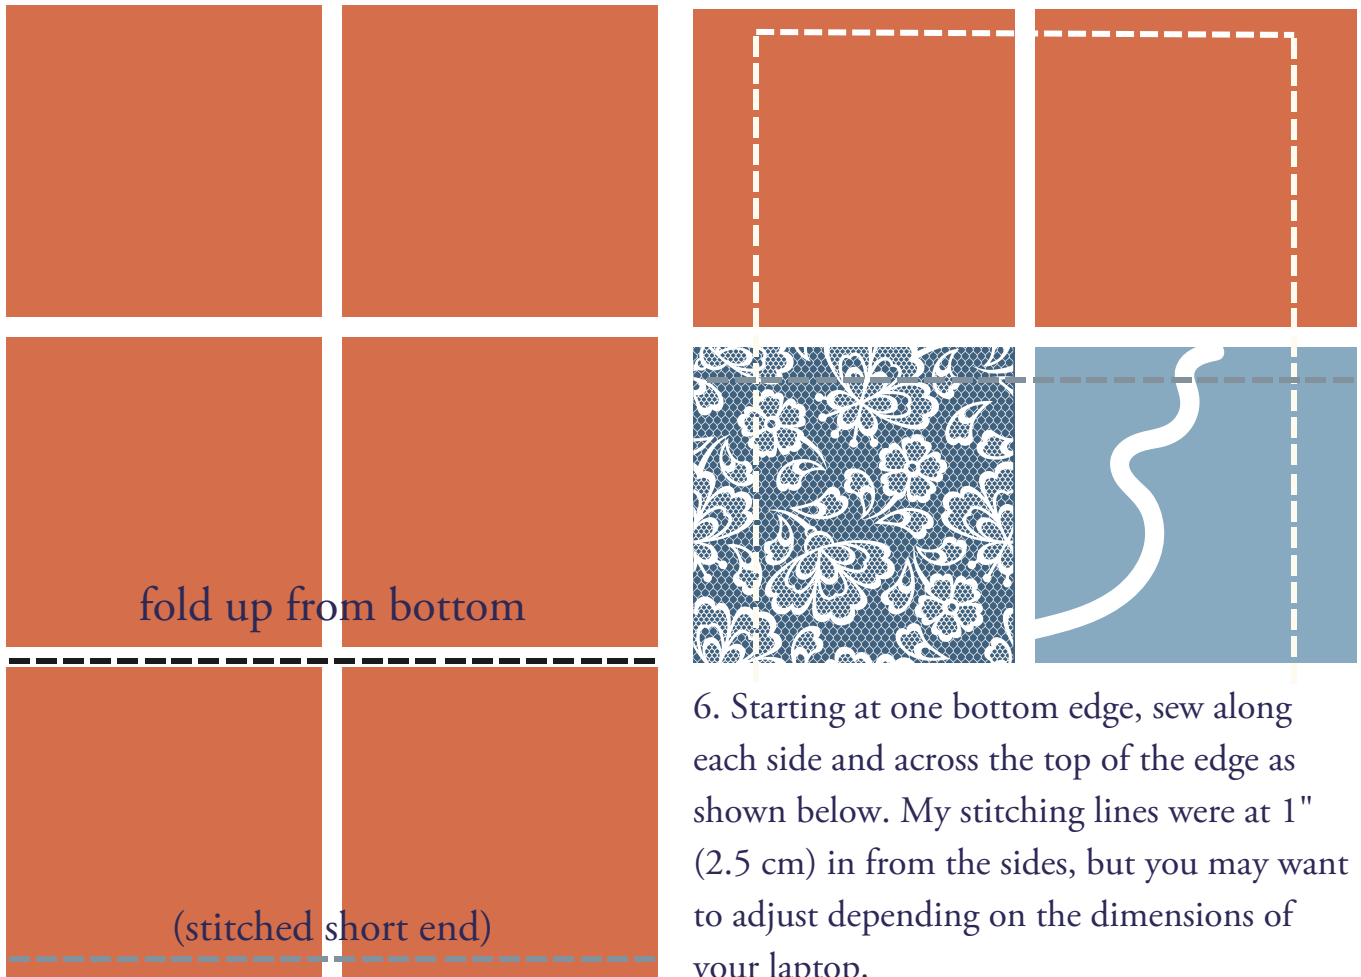 fold up from bottom
(stitched short end)
6. Starting at one bottom edge, sew along
each side and across the top of the edge as
shown below. My stitching lines were at 1"
(2.5 cm) in from the sides, but you may want
to adjust depending on the dimensions of
your laptop.